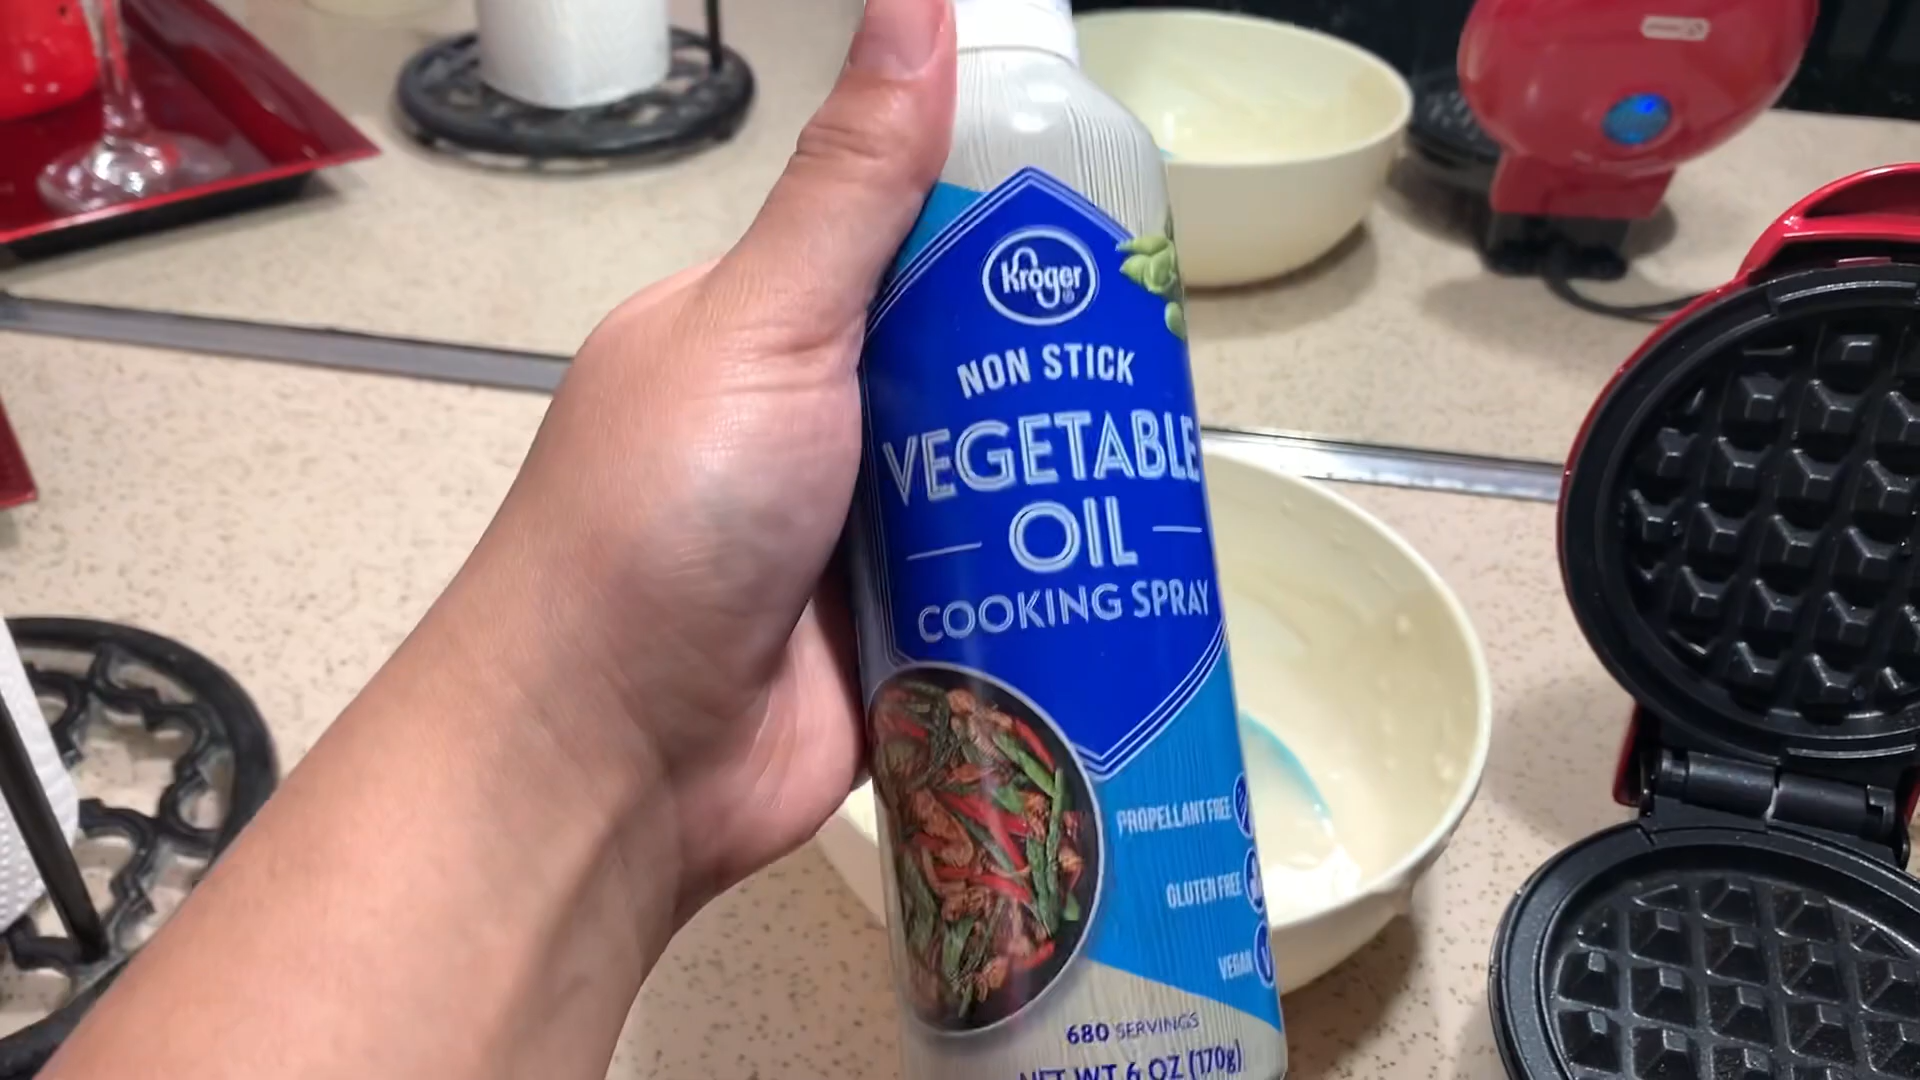 Kroger
NON STICK
VEGETABLE
OIL
COOKING SPRAY
PROPELLANT FREE
GLUTEN FREE
VEGAN
680 SERVINGS
NET WT 6 OZ (170g)